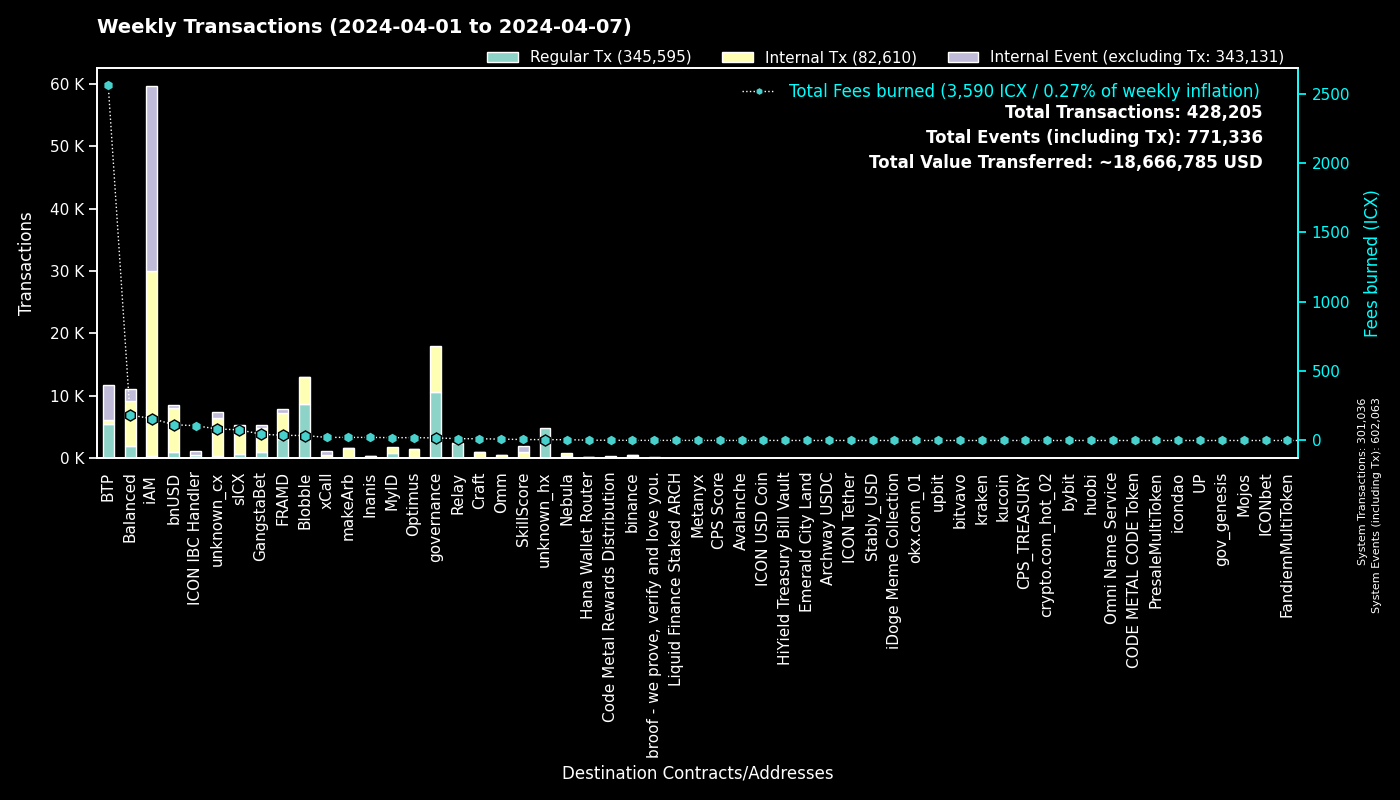 Weekly Transactions (2024-04-01 to 2024-04-07)
Regular Tx (345,595)
Internal Tx (82,610)
Internal Event (excluding Tx: 343,131)
Total Fees burned (3,590 ICX / 0.27% of weekly inflation)
Total Transactions: 428,205
Total Events (including Tx): 771,336
Total Value Transferred: ~18,666,785 USD
Transactions
60 K
50 K
40 K
30 K
20 K
10 K
0 K
2500
2000
1500
1000
500
0
Fees burned (ICX)
System Transactions: 301,036
System Events (including Tx): 602,063
BTP
Balanced
iAM
bnUSD
ICON IBC Handler
unknown_cx
sICX
GangstaBet
FRAMD
Blobble
xCall
makeArb
Inanis
MyID
Optimus
governance
Relay
Craft
Omm
SkillScore
unknown_hx
Nebula
Hana Wallet Router
Code Metal Rewards Distribution
binance
broof - we prove, verify and love you.
Liquid Finance Staked ARCH
Metanyx
CPS Score
Avalanche
ICON USD Coin
HiYield Treasury Bill Vault
Emerald City Land
Archway USDC
ICON Tether
Stably_USD
iDoge Meme Collection
okx.com_01
upbit
bitvavo
kraken
kucoin
CPS_TREASURY
crypto.com_hot_02
bybit
huobi
Omni Name Service
CODE METAL CODE Token
PresaleMultiToken
icondao
UP
gov_genesis
Mojos
ICONbet
FandiemMultiToken
Destination Contracts/Addresses